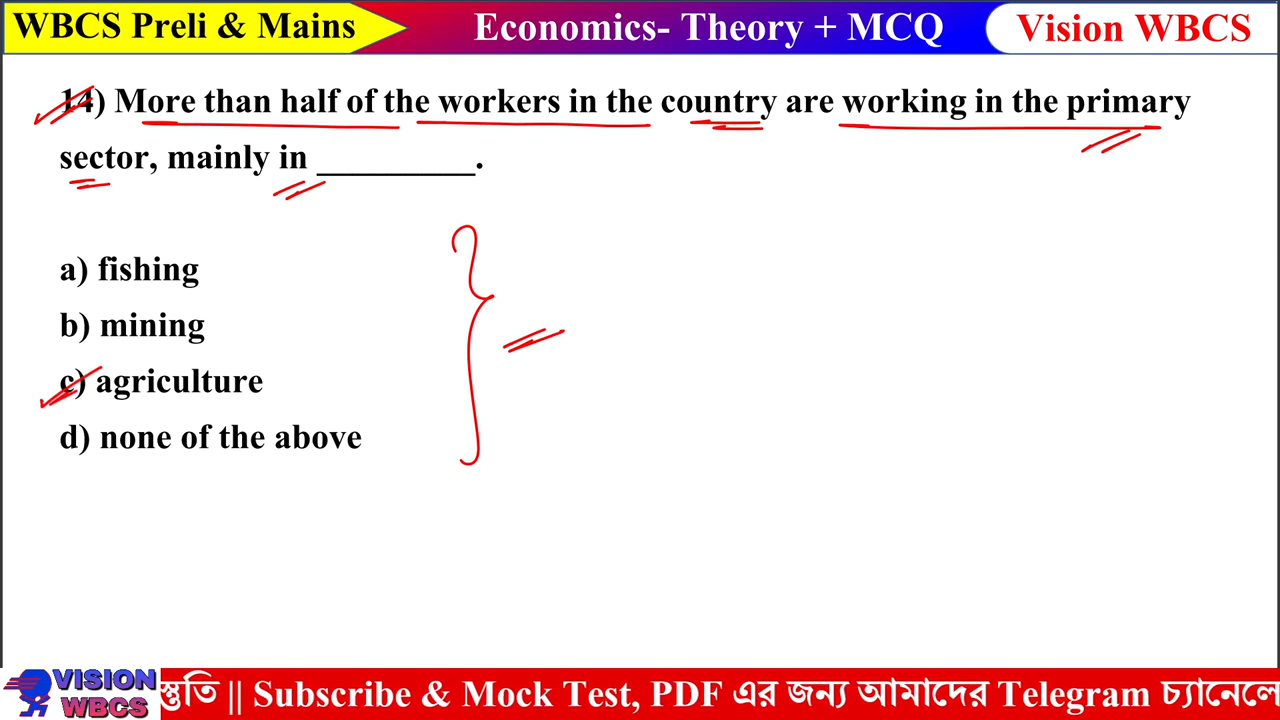 WBCS Preli & Mains
Economics- Theory + MCQ
Vision WBCS
14) More than half of the workers in the country are working in the primary
sector, mainly in _________.
a) fishing
b) mining
c) agriculture
d) none of the above
VISION
WBCS
স্তুতি || Subscribe & Mock Test, PDF এর জন্য আমাদের Telegram চ্যানেলে